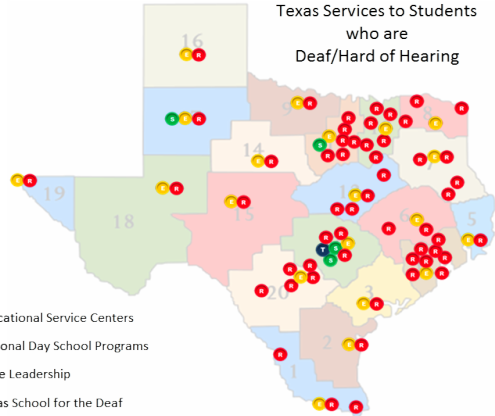 Texas Services to Students
who are
Deaf/Hard of Hearing
16
E R
9
E R
8
E
S E R
14
E R
S
E R
19
E R
18
E R
15
E R
R R
6
E
5
E R
T S E
S R
20
E R
3
E R
2
E R
1
R
E R R
cational Service Centers
onal Day School Programs
e Leadership
as School for the Deaf